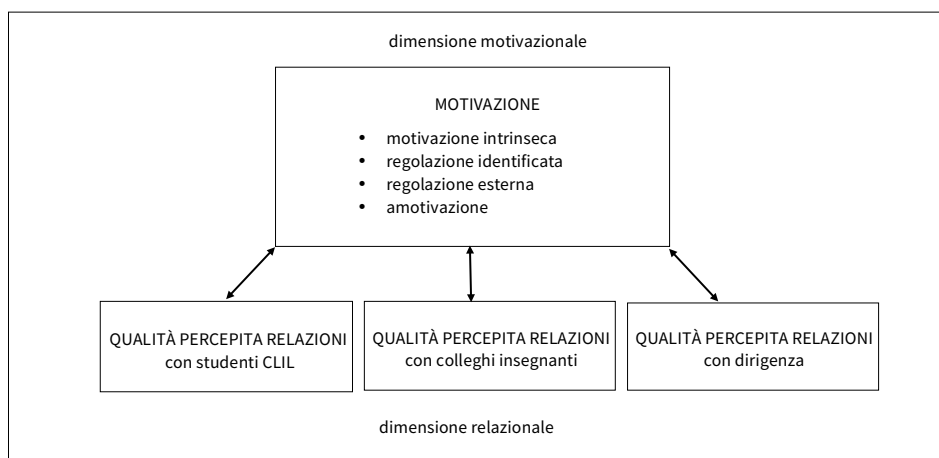 dimensione motivazionale
MOTIVAZIONE
• motivazione intrinseca
• regolazione identificata
• regolazione esterna
• amotivazione
QUALITÀ PERCEPITA RELAZIONI
con studenti CLIL
QUALITÀ PERCEPITA RELAZIONI
con colleghi insegnanti
QUALITÀ PERCEPITA RELAZIONI
con dirigenza
dimensione relazionale